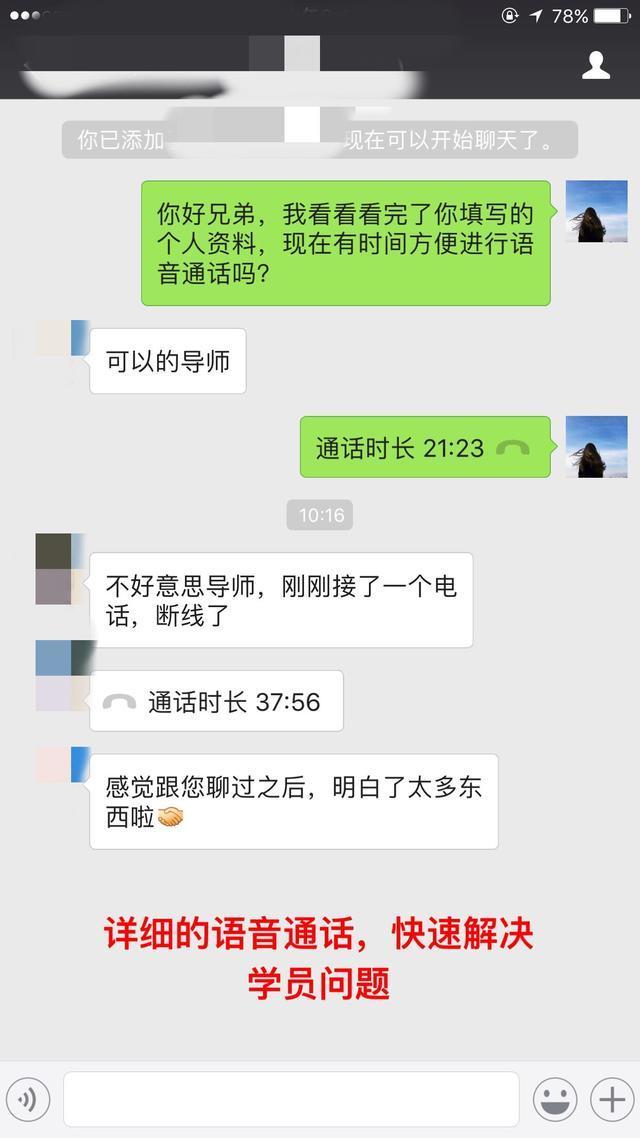 78%
你已添加
现在可以开始聊天了。
你好兄弟，我看看看完了你填写的
个人资料，现在有时间方便进行语
音通话吗？
可以的导师
通话时长 21:23
10:16
不好意思导师，刚刚接了一个电
话，断线了
通话时长 37:56
感觉跟您聊过之后，明白了太多东
西啦🤝
详细的语音通话，快速解决
学员问题